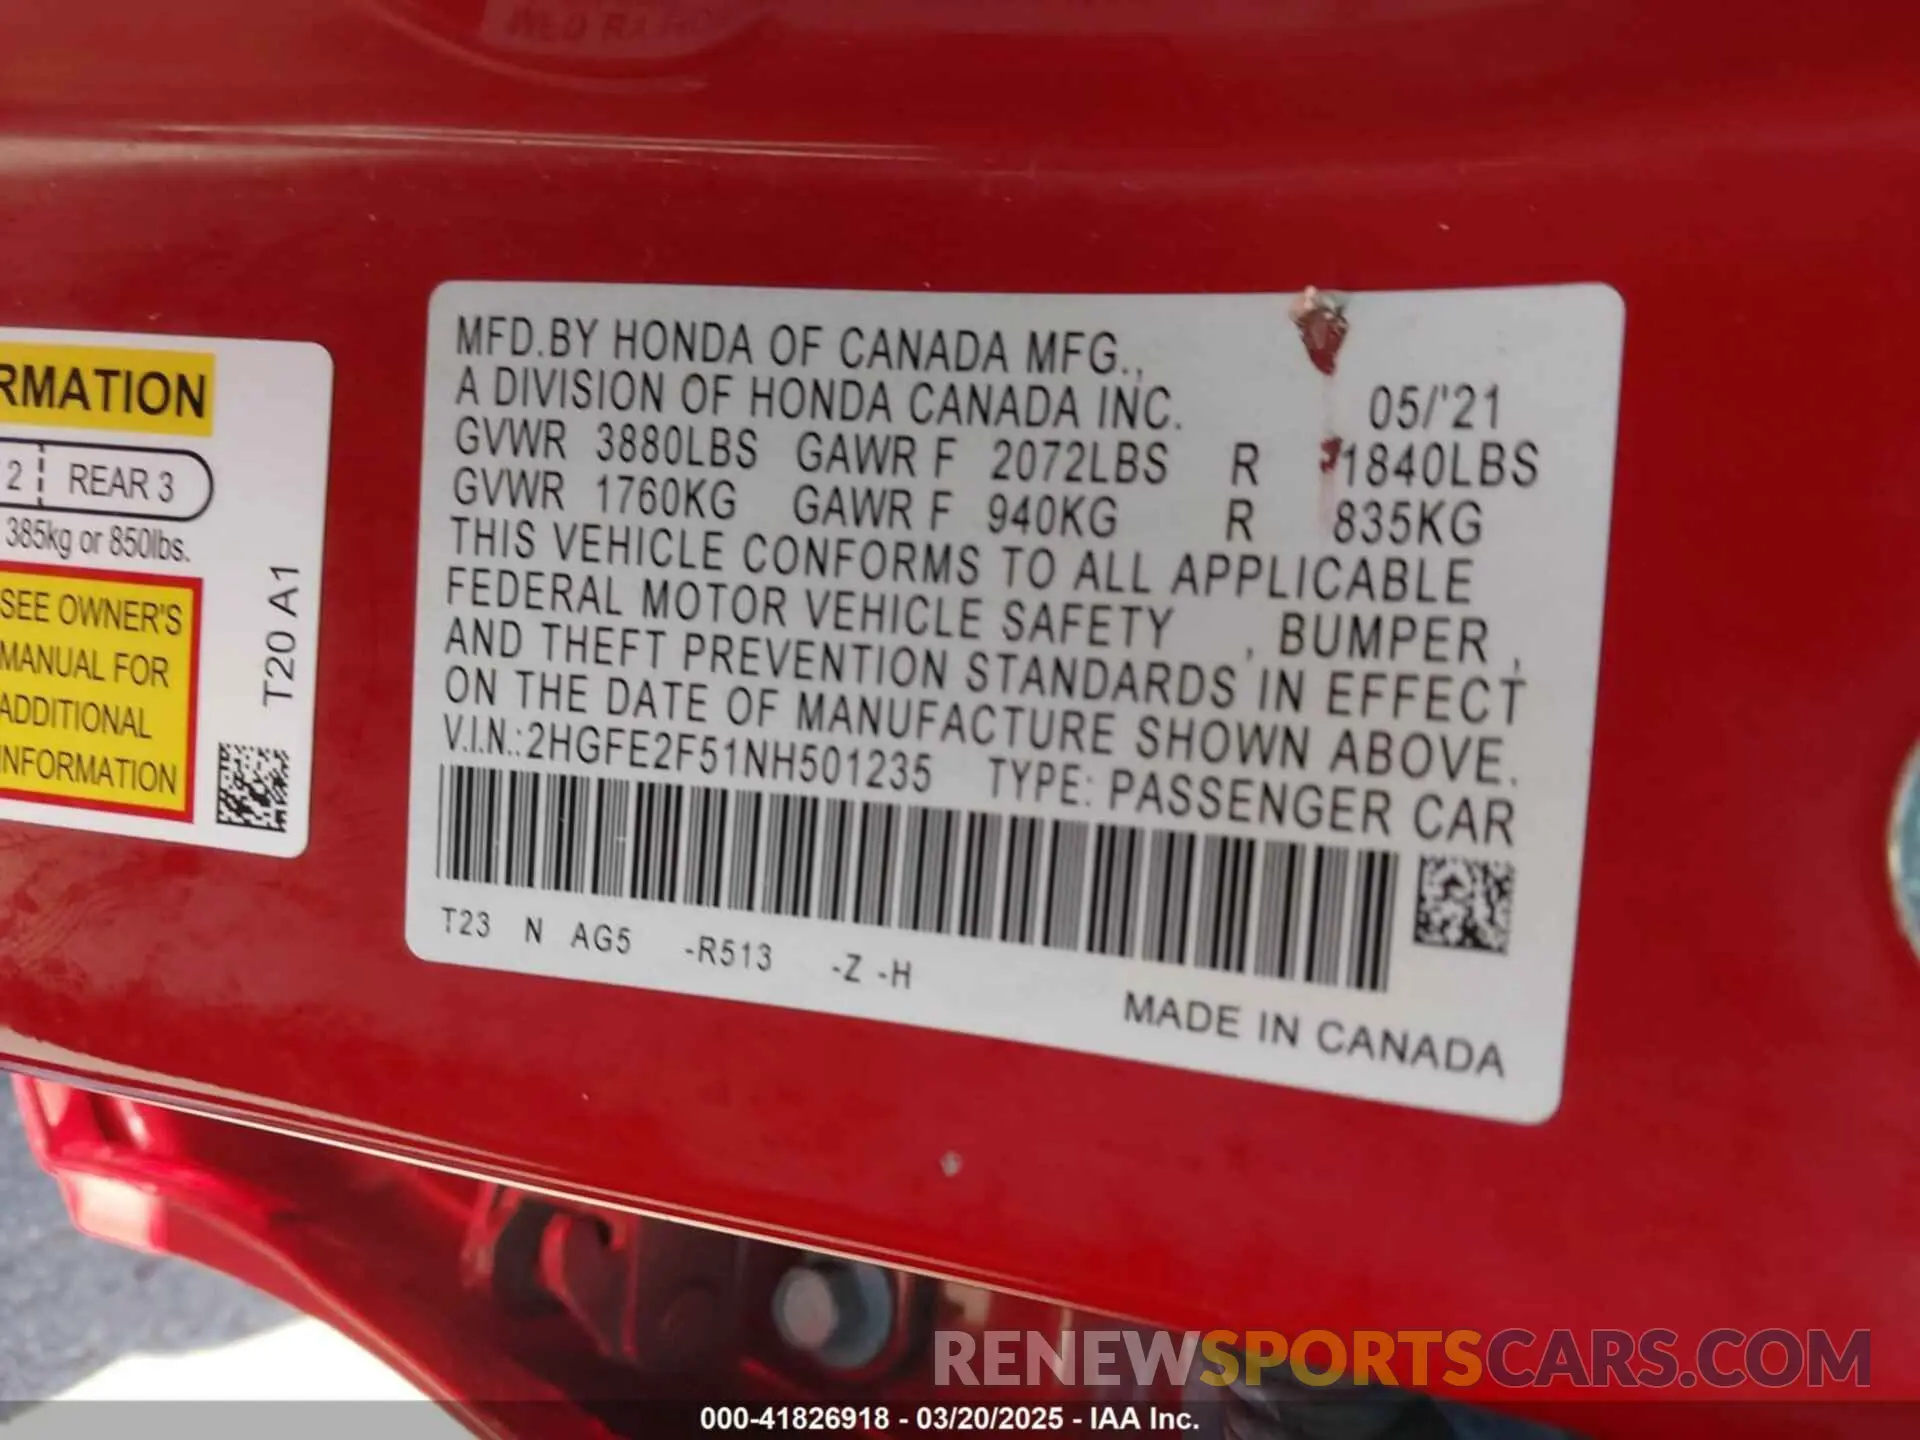 RMATION
2 REAR 3
385kg or 850lbs.
SEE OWNER'S
MANUAL FOR
ADDITIONAL
INFORMATION
T20 A1
MFD.BY HONDA OF CANADA MFG.,
A DIVISION OF HONDA CANADA INC. 05/'21
GVWR 3880LBS GAWR F 2072LBS R 1840LBS
GVWR 1760KG GAWR F 940KG R 835KG
THIS VEHICLE CONFORMS TO ALL APPLICABLE
FEDERAL MOTOR VEHICLE SAFETY , BUMPER ,
AND THEFT PREVENTION STANDARDS IN EFFECT
ON THE DATE OF MANUFACTURE SHOWN ABOVE.
V.I.N.:2HGFE2F51NH501235 TYPE: PASSENGER CAR
T23 N AG5 -R513 -Z -H
MADE IN CANADA
RENEWSPORTSCARS.COM
000-41826918 - 03/20/2025 - IAA Inc.